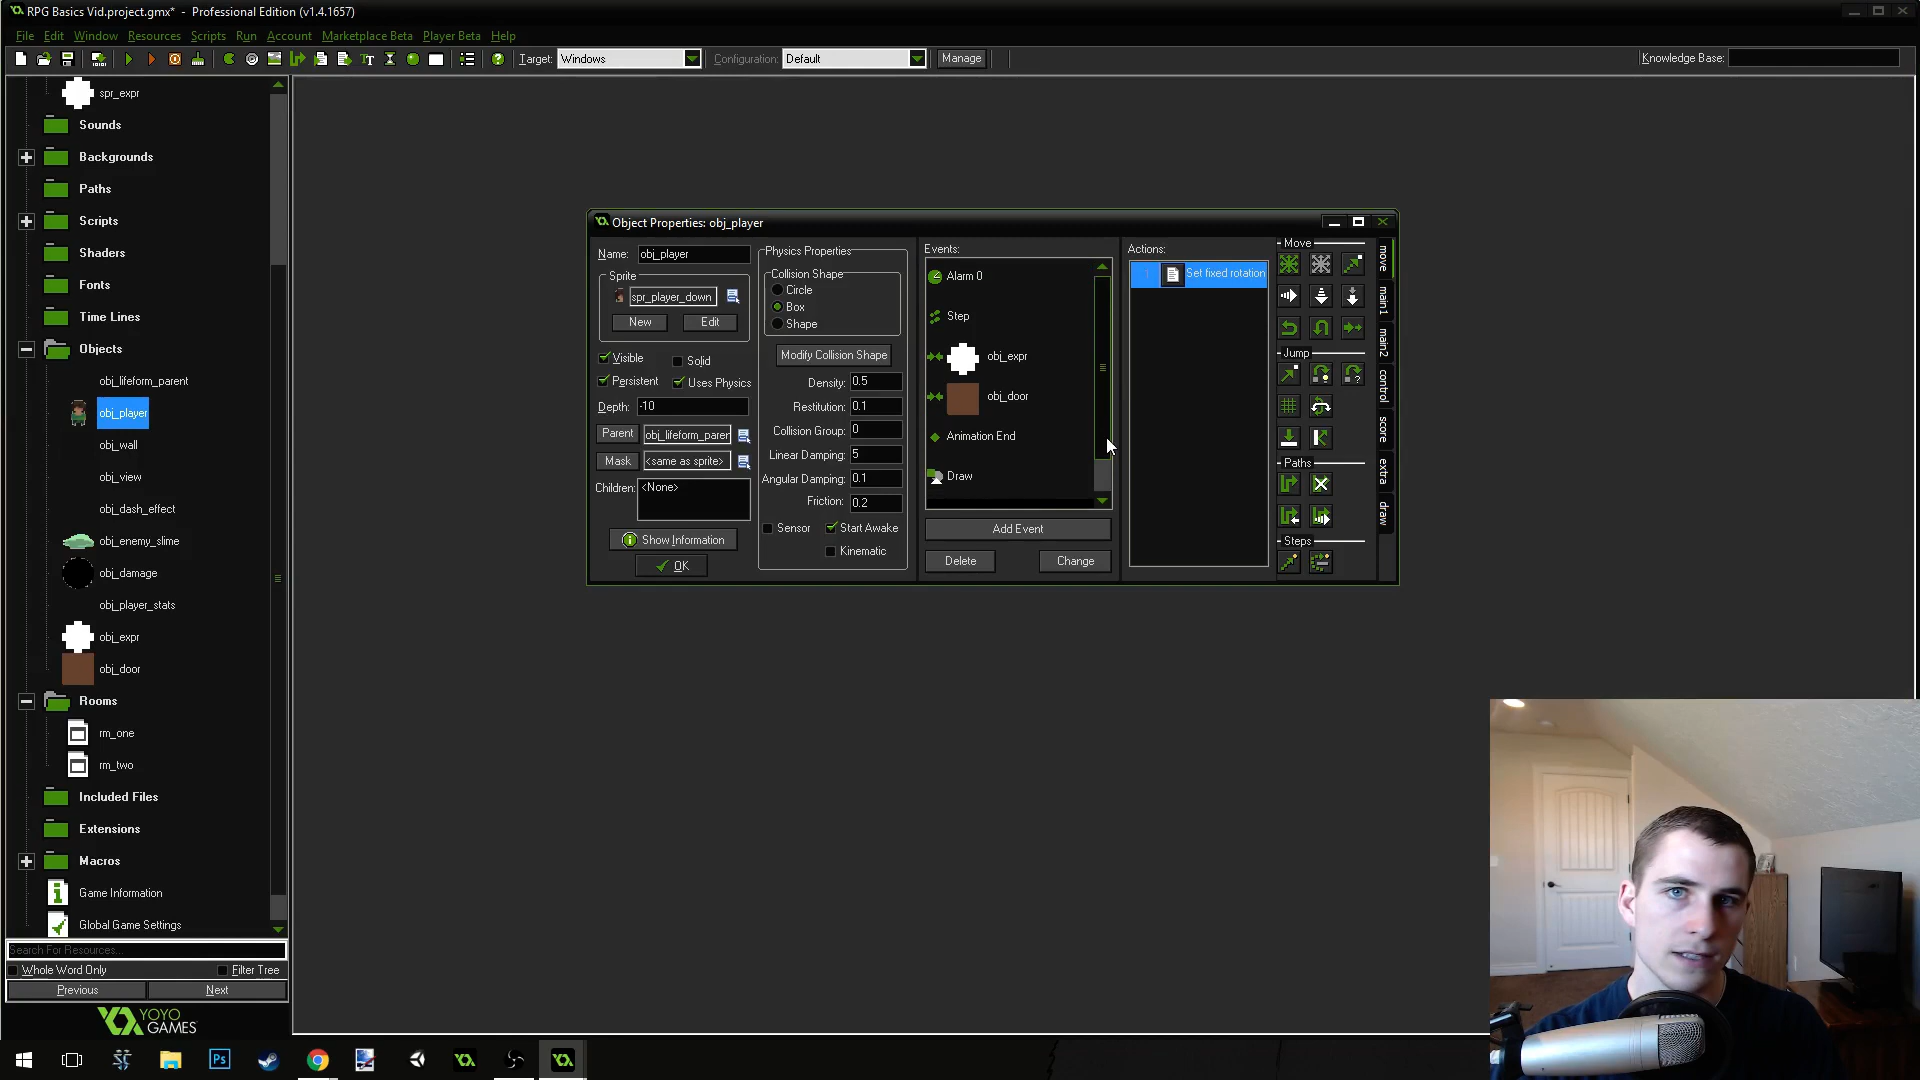 RPG Basics Vid.project.gmx* - Professional Edition (v1.4.1657)
File Edit Window Resources Scripts Run Account Marketplace Beta Player Beta Help
Target: Windows Configuration: Default Manage Knowledge Base:
spr_expr
Sounds
Backgrounds
Paths
Scripts
Shaders
Fonts
Time Lines
Objects
obj_lifeform_parent
obj_player
obj_wall
obj_view
obj_dash_effect
obj_enemy_slime
obj_damage
obj_player_stats
obj_expr
obj_door
Rooms
rm_one
rm_two
Included Files
Extensions
Macros
Game Information
Global Game Settings
Search For Resources...
Whole Word Only Filter Tree
Previous Next
YOYO
GAMES
Object Properties: obj_player
Name: obj_player
Sprite
spr_player_down
New Edit
Visible Solid
Persistent Uses Physics
Depth: -10
Parent obj_lifeform_paren
Mask <same as sprite>
Children: <None>
Show Information
OK
Physics Properties
Collision Shape
Circle
Box
Shape
Modify Collision Shape
Density: 0.5
Restitution: 0.1
Collision Group: 0
Linear Damping: 5
Angular Damping: 0.1
Friction: 0.2
Sensor Start Awake
Kinematic
Events:
Alarm 0
Step
obj_expr
obj_door
Animation End
Draw
Add Event
Delete Change
Actions:
Set fixed rotation
Move
Jump
Paths
Steps
move
main1
main2
control
score
extra
draw
Ps